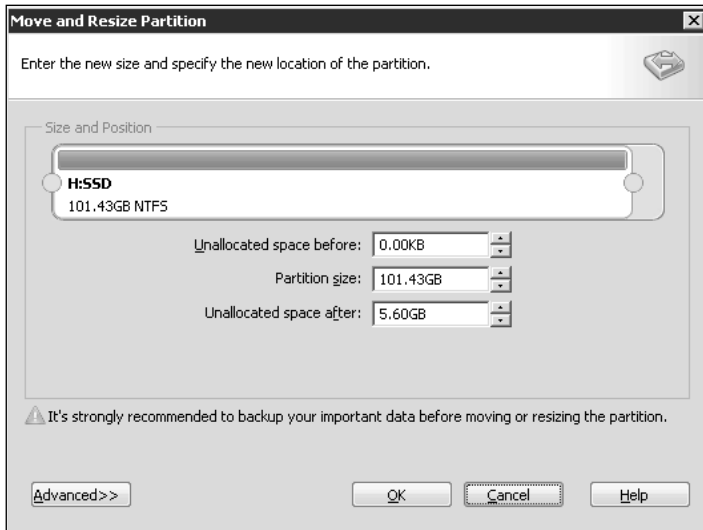 Move and Resize Partition
Enter the new size and specify the new location of the partition.
Size and Position
H:SSD
101.43GB NTFS
Unallocated space before: 0.00KB
Partition size: 101.43GB
Unallocated space after: 5.60GB
It's strongly recommended to backup your important data before moving or resizing the partition.
Advanced>> OK Cancel Help